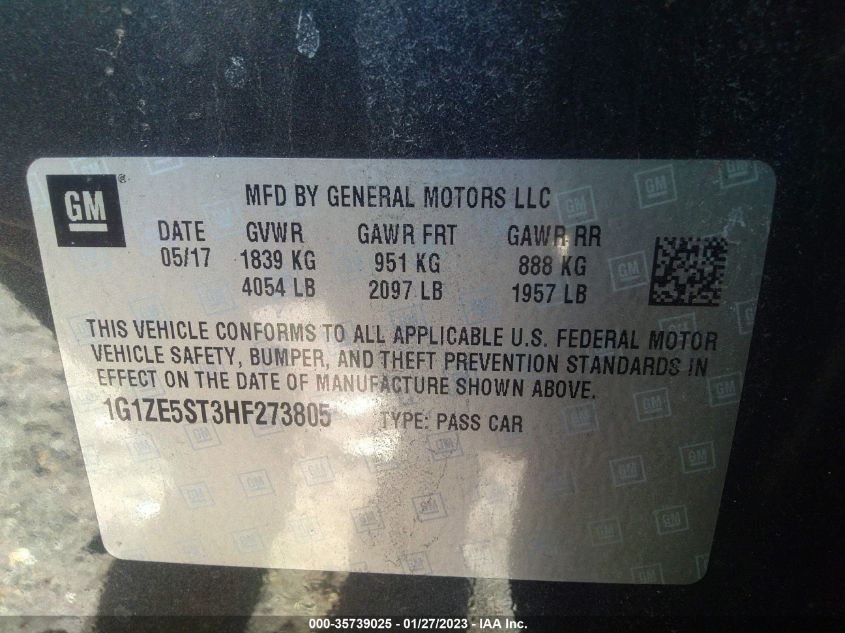 GM ®
MFD BY GENERAL MOTORS LLC
DATE GVWR GAWR FRT GAWR RR
05/17 1839 KG 951 KG 888 KG
4054 LB 2097 LB 1957 LB
THIS VEHICLE CONFORMS TO ALL APPLICABLE U.S. FEDERAL MOTOR
VEHICLE SAFETY, BUMPER, AND THEFT PREVENTION STANDARDS IN
EFFECT ON THE DATE OF MANUFACTURE SHOWN ABOVE.
1G1ZE5ST3HF273805 TYPE: PASS CAR
000-35739025 - 01/27/2023 - IAA Inc.